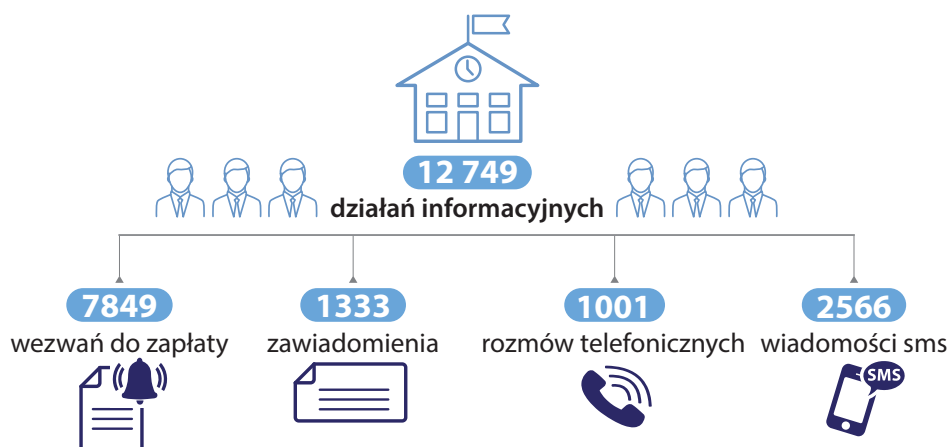 12 749
działań informacyjnych
7849
wezwań do zapłaty
1333
zawiadomienia
1001
rozmów telefonicznych
2566
wiadomości sms
SMS